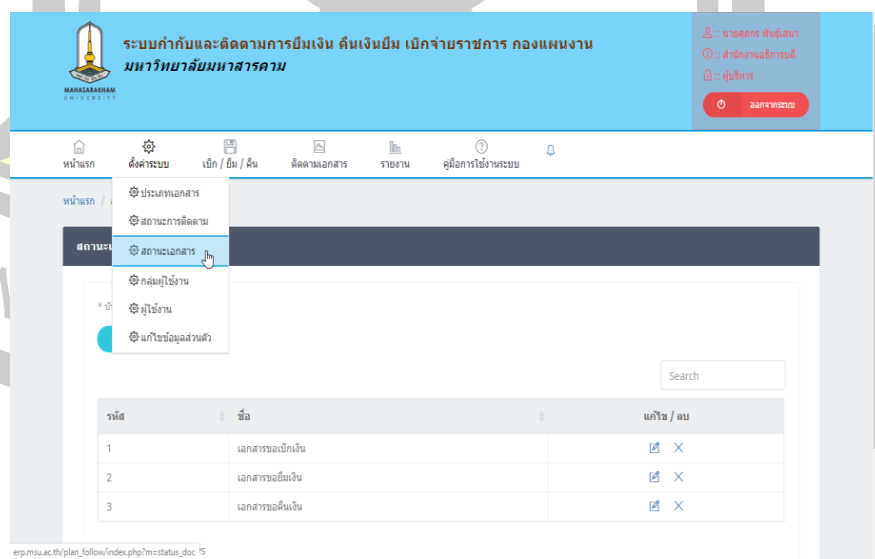 ระบบกำกับและติดตามการยืมเงิน คืนเงินยืม เบิกจ่ายราชการ กองแผนงาน
มหาวิทยาลัยมหาสารคาม
MAHASARAKHAM
UNIVERSITY
:: นายศุภกร พันธุ์เสนา
:: สำนักงานอธิการบดี
:: ผู้บริหาร
ออกจากระบบ
หน้าแรก ตั้งค่าระบบ เบิก / ยืม / คืน ติดตามเอกสาร รายงาน คู่มือการใช้งานระบบ
หน้าแรก /
ประเภทเอกสาร
สถานะการติดตาม
สถานะเอกสาร
กลุ่มผู้ใช้งาน
ผู้ใช้งาน
แก้ไขข้อมูลส่วนตัว
Search
รหัส ชื่อ แก้ไข / ลบ
1 เอกสารขอเบิกเงิน
2 เอกสารขอยืมเงิน
3 เอกสารขอคืนเงิน
erp.msu.ac.th/plan_follow/index.php?m=status_doc